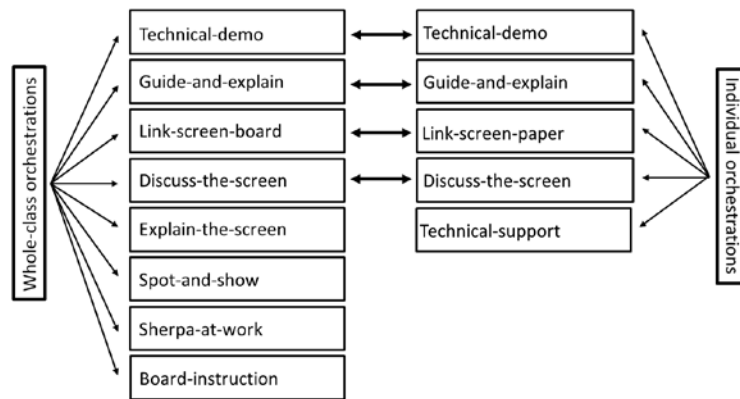 Whole-class orchestrations
Technical-demo
Guide-and-explain
Link-screen-board
Discuss-the-screen
Explain-the-screen
Spot-and-show
Sherpa-at-work
Board-instruction
Technical-demo
Guide-and-explain
Link-screen-paper
Discuss-the-screen
Technical-support
Individual orchestrations